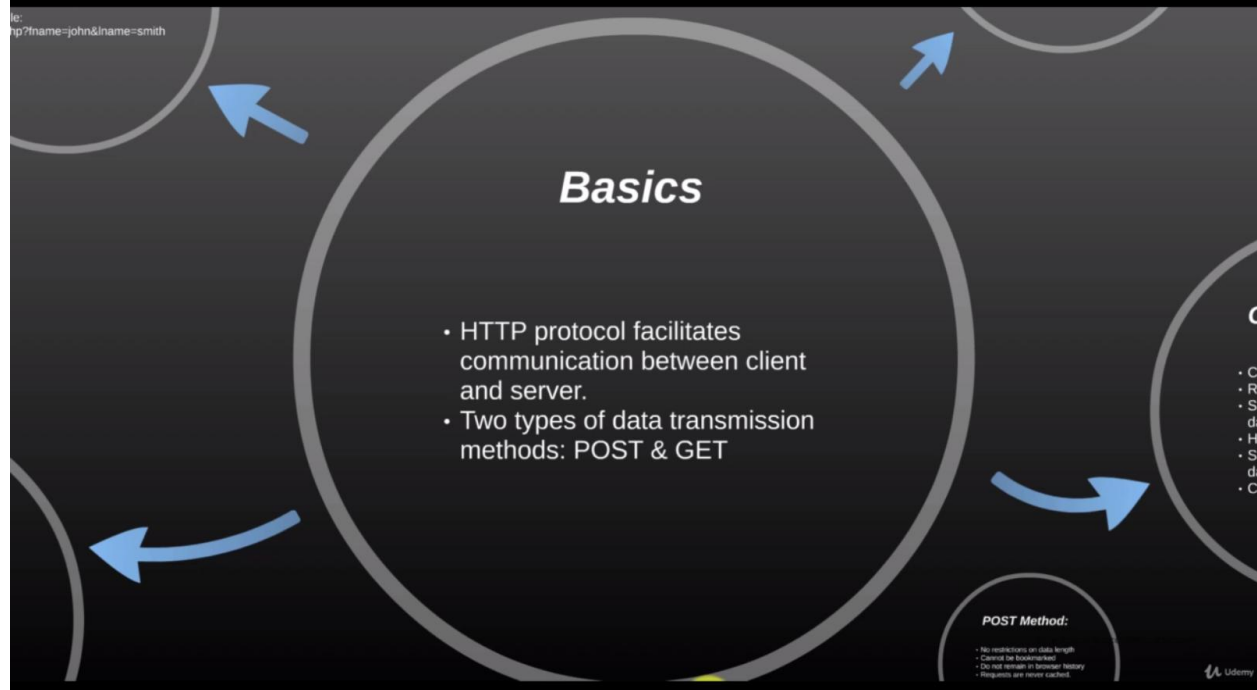 hp?fname=john&lname=smith
Basics
• HTTP protocol facilitates
communication between client
and server.
• Two types of data transmission
methods: POST & GET
POST Method:
• No restrictions on data length
• Cannot be bookmarked
• Do not remain in browser history
• Requests are never cached.
Udemy